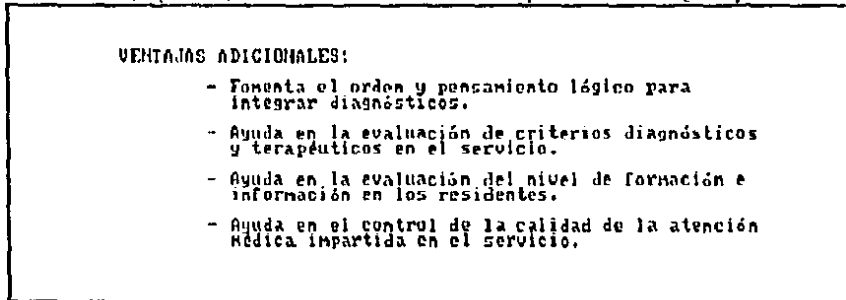 VENTAJAS ADICIONALES:
- Fomenta el orden y pensamiento lógico para
integrar diagnósticos.
- Ayuda en la evaluación de criterios diagnósticos
y terapéuticos en el servicio.
- Ayuda en la evaluación del nivel de formación e
información en los residentes.
- Ayuda en el control de la calidad de la atención
médica impartida en el servicio.